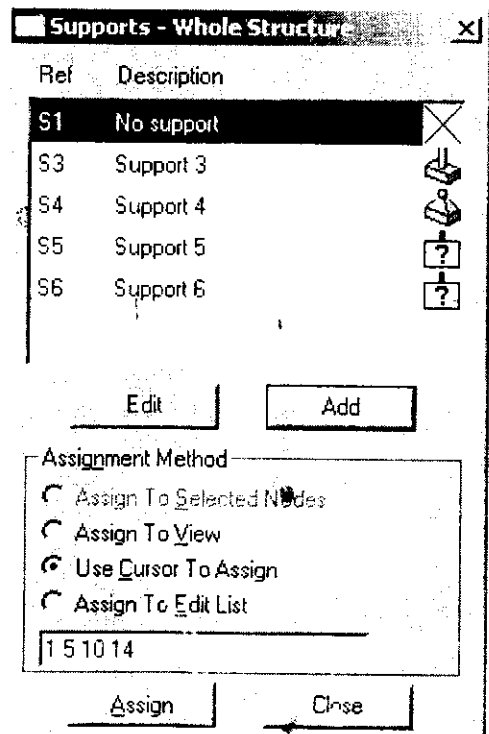 Supports - Whole Structure
Ref Description
S1 No support
S3 Support 3
S4 Support 4
S5 Support 5 ?
S6 Support 6 ?
Edit Add
Assignment Method
Assign To Selected Nodes
Assign To View
Use Cursor To Assign
Assign To Edit List
1 5 10 14
Assign Close